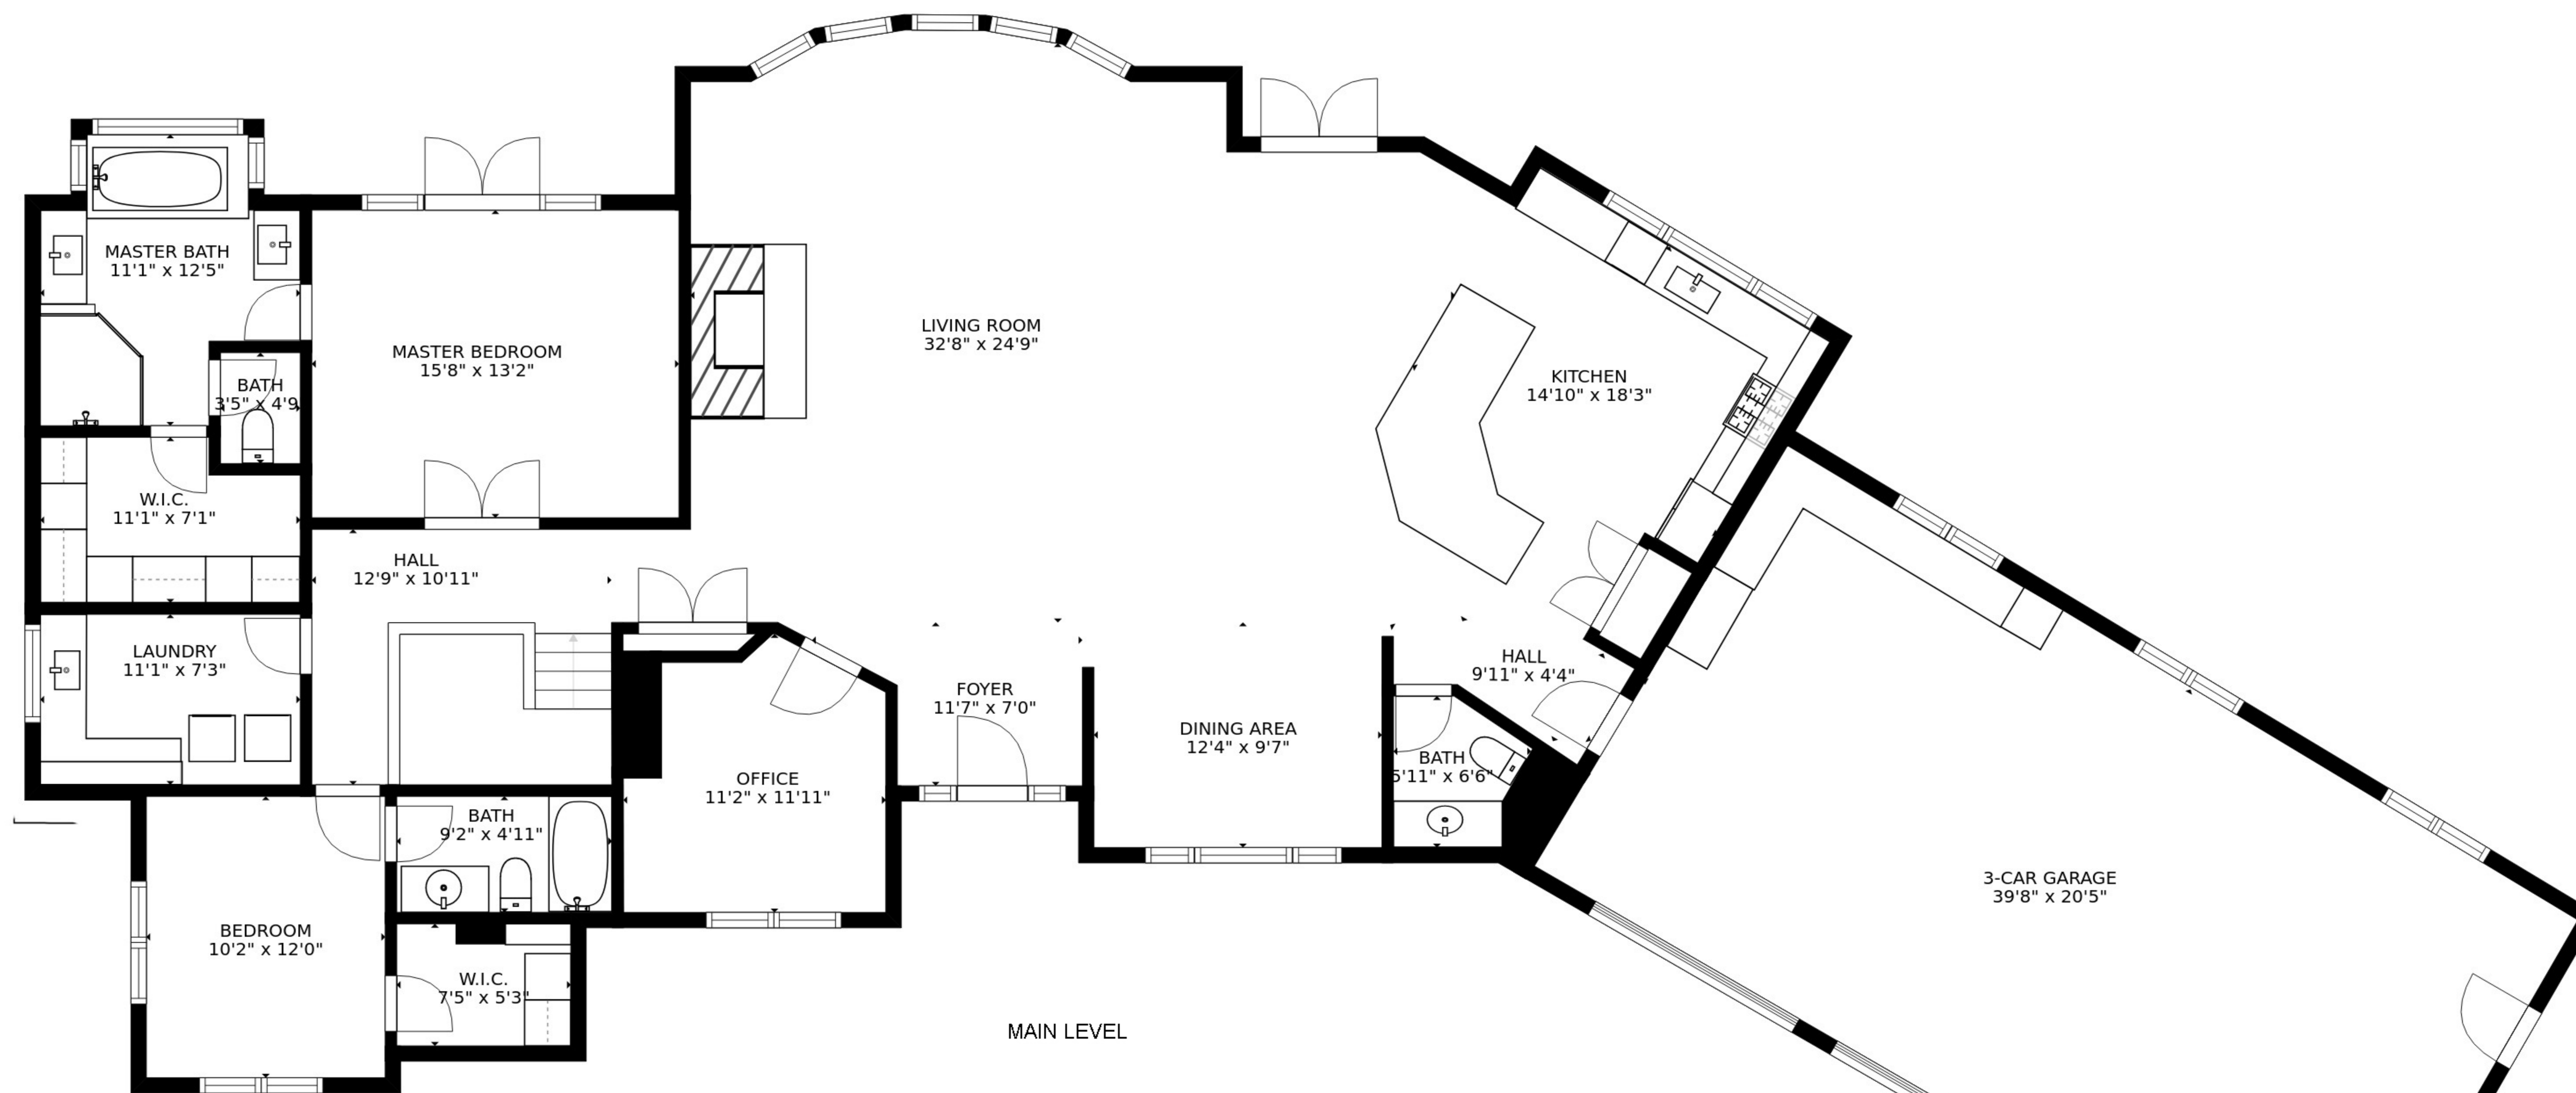 MASTER BATH
11'1" x 12'5"
MASTER BEDROOM
15'8" x 13'2"
BATH
3'5" x 4'9
LIVING ROOM
32'8" x 24'9"
KITCHEN
14'10" x 18'3"
W.I.C.
11'1" x 7'1"
HALL
12'9" x 10'11"
LAUNDRY
11'1" x 7'3"
FOYER
11'7" x 7'0"
HALL
9'11" x 4'4"
DINING AREA
12'4" x 9'7"
BATH
5'11" x 6'6"
OFFICE
11'2" x 11'11"
BATH
9'2" x 4'11"
3-CAR GARAGE
39'8" x 20'5"
BEDROOM
10'2" x 12'0"
W.I.C.
7'5" x 5'3"
MAIN LEVEL